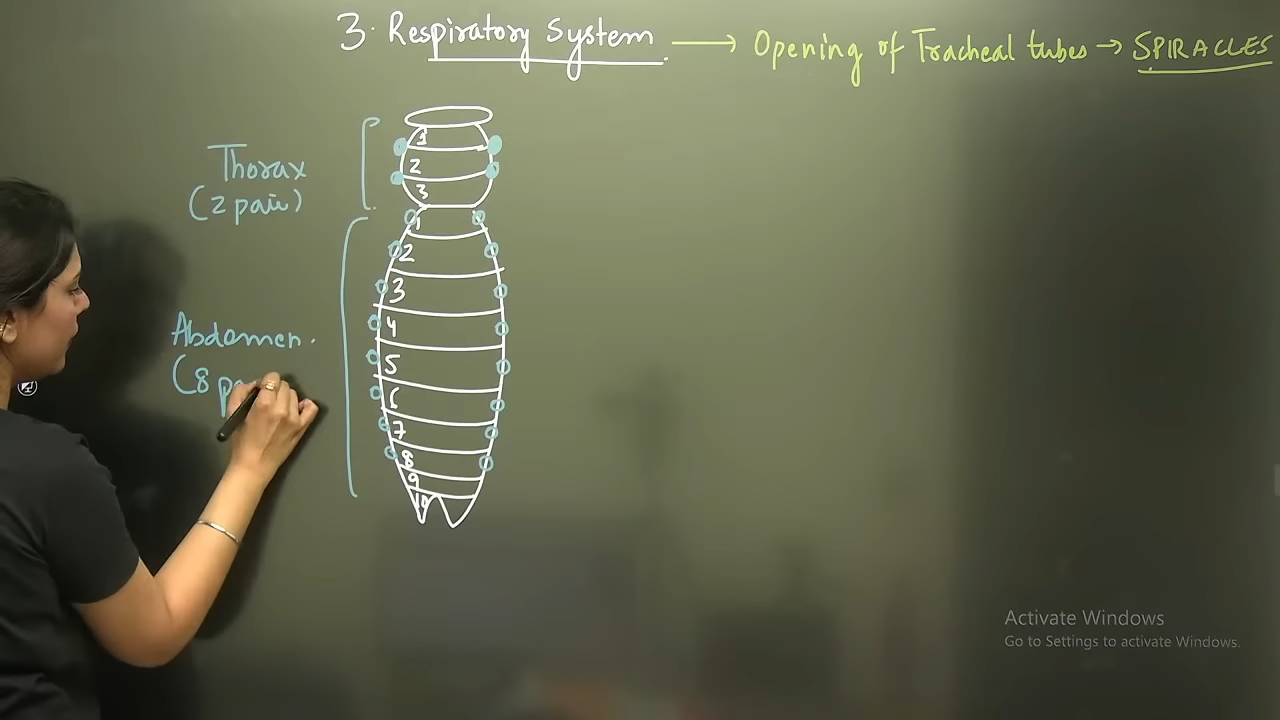 3. Respiratory System → Opening of Tracheal tubes → SPIRACLES
Thorax
(2 pair)
1
2
3
1
2
3
4
5
6
7
8
9
10
Abdomen.
(8
Activate Windows
Go to Settings to activate Windows.